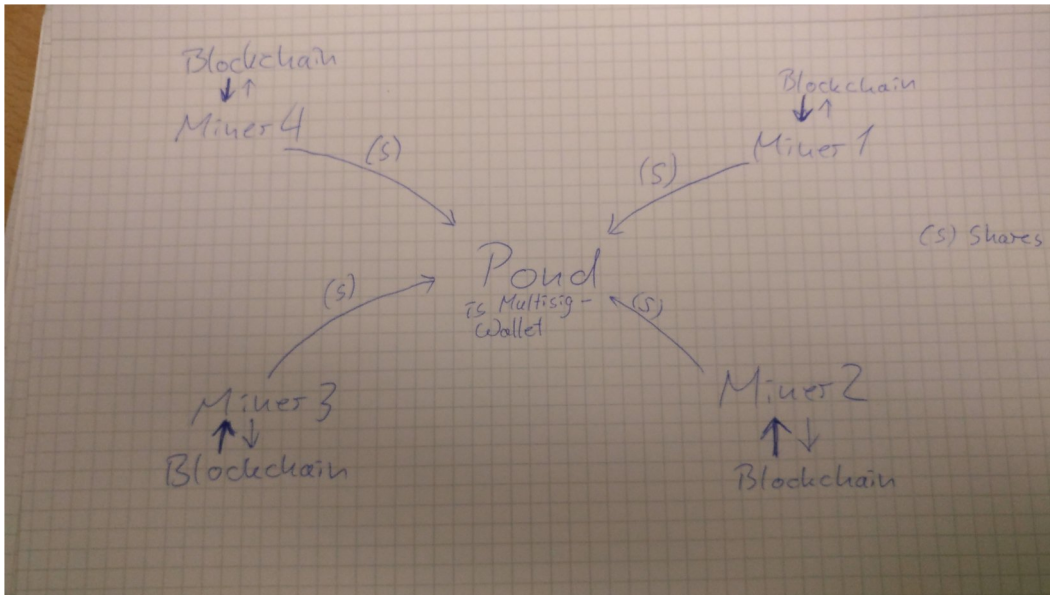 Blockchain
Miner 4
(S)
Blockchain
Miner 1
(S)
(S) Shares
Pond
is Multisig-
Wallet
(S)
Miner 3
Blockchain
(S)
Miner 2
Blockchain